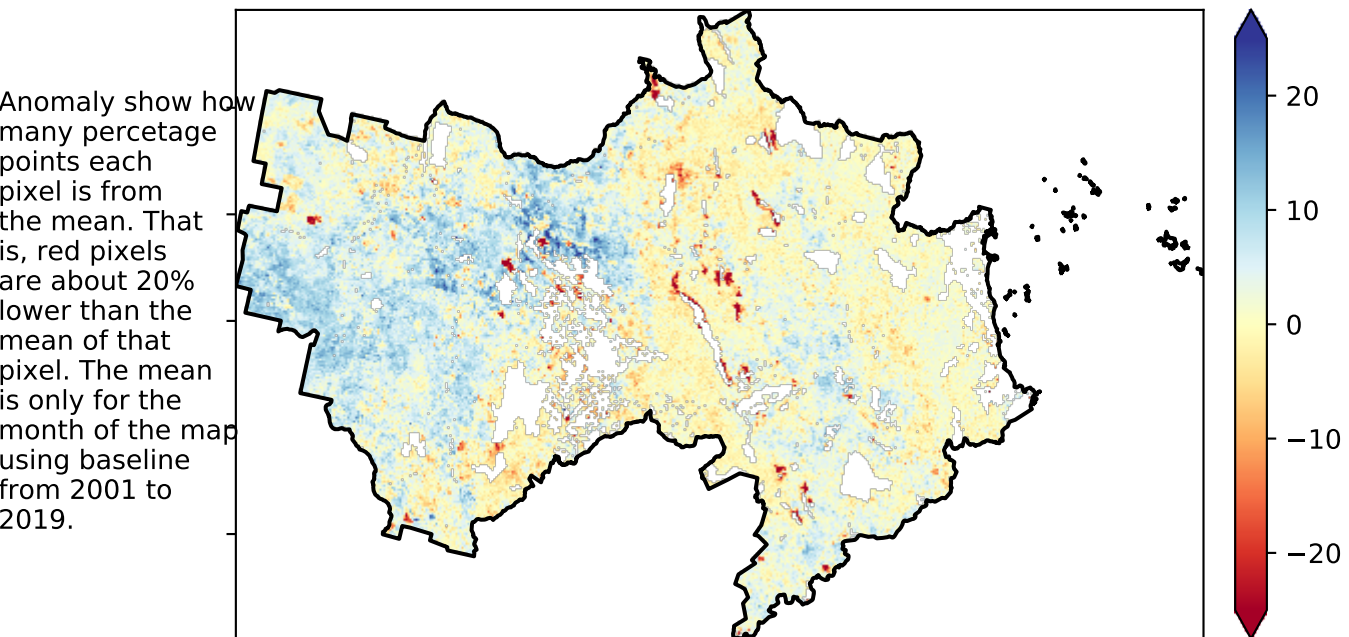 Anomaly show how
many percetage
points each
pixel is from
the mean. That
is, red pixels
are about 20%
lower than the
mean of that
pixel. The mean
is only for the
month of the map
using baseline
from 2001 to
2019.
20
10
0
−10
−20